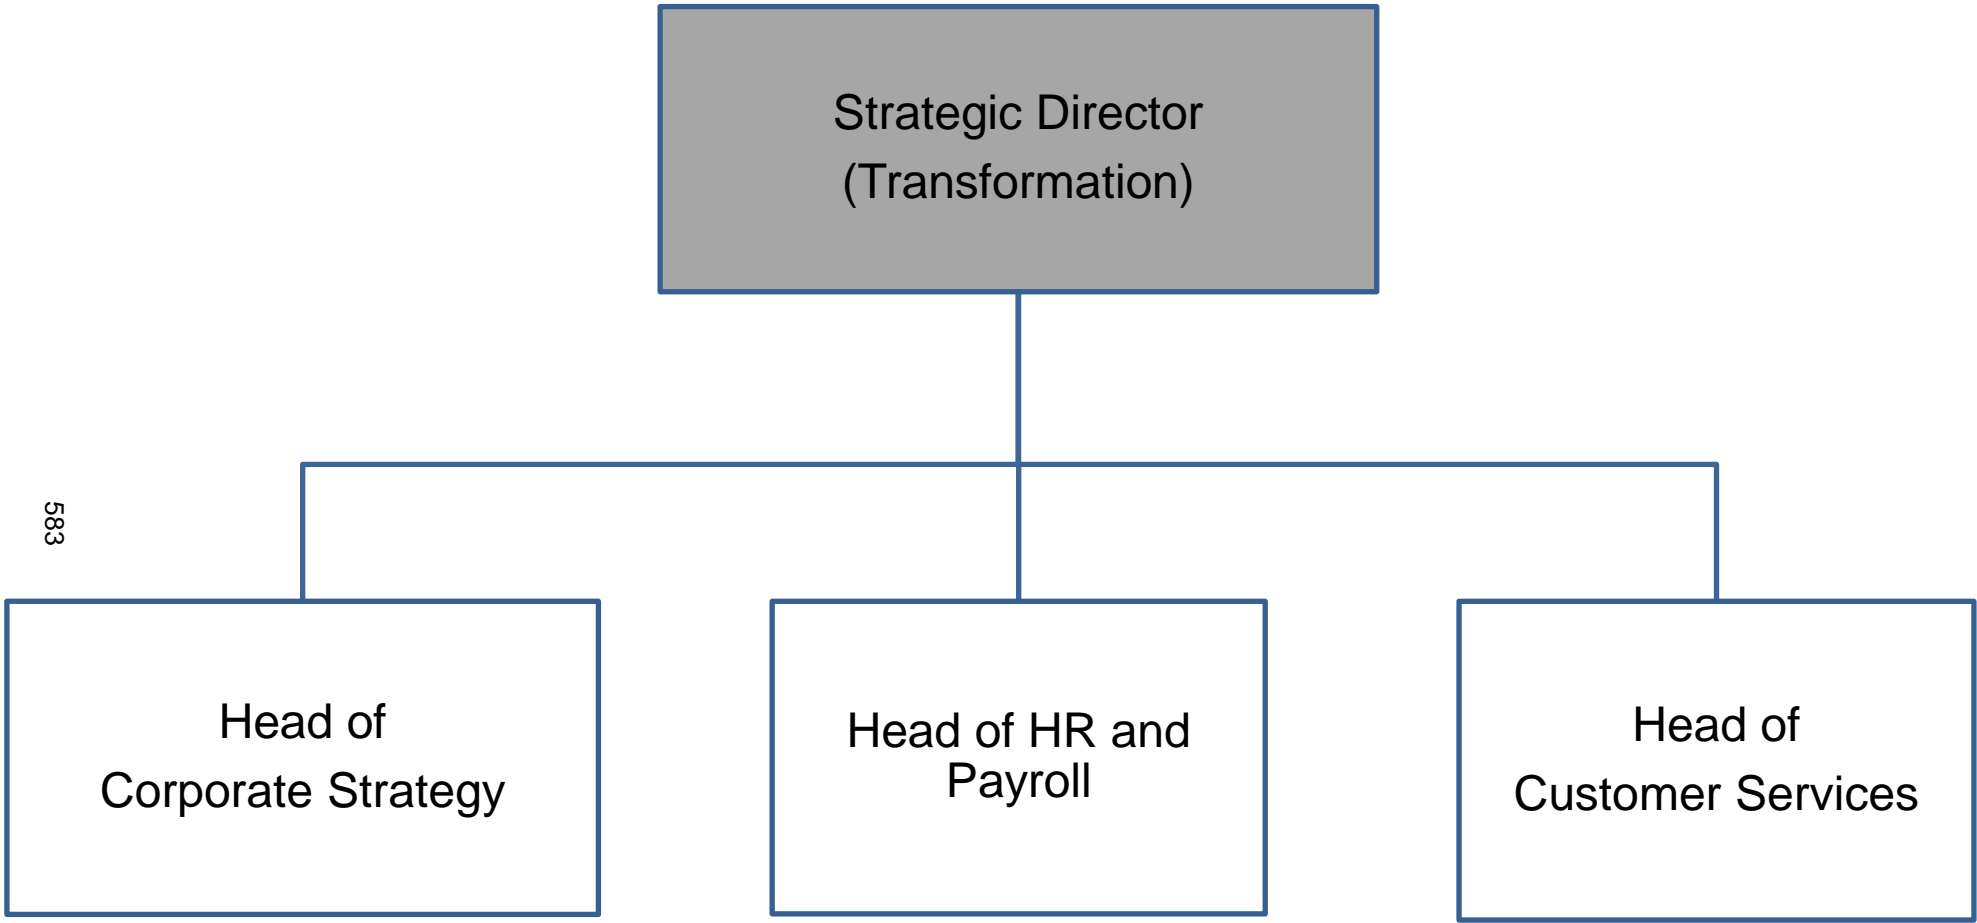 Strategic Director
(Transformation)
583
Head of
Corporate Strategy
Head of HR and
Payroll
Head of
Customer Services